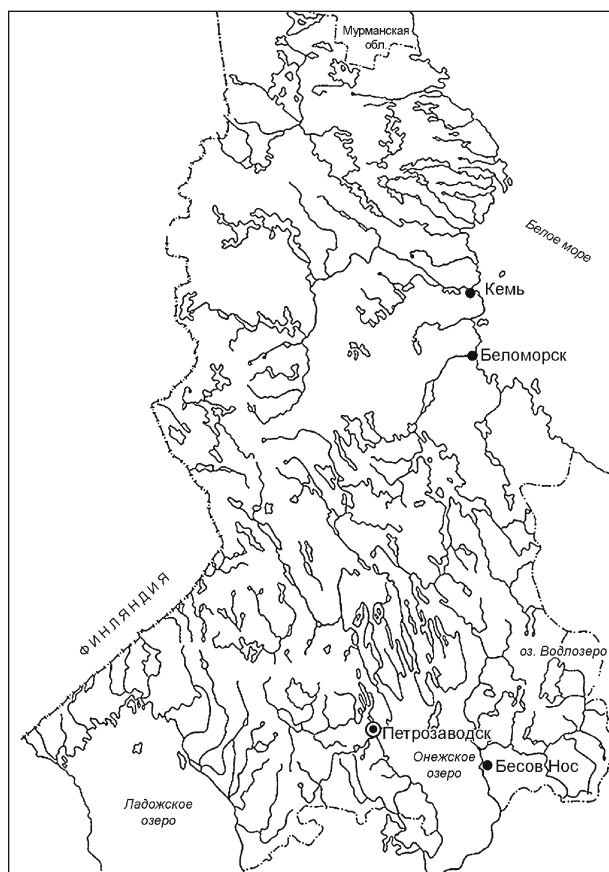 Мурманская
обл.
Белое море
Кемь
Беломорск
ФИНЛЯНДИЯ
оз. Водлозеро
Петрозаводск
Онежское
озеро
Бесов Нос
Ладожское
озеро